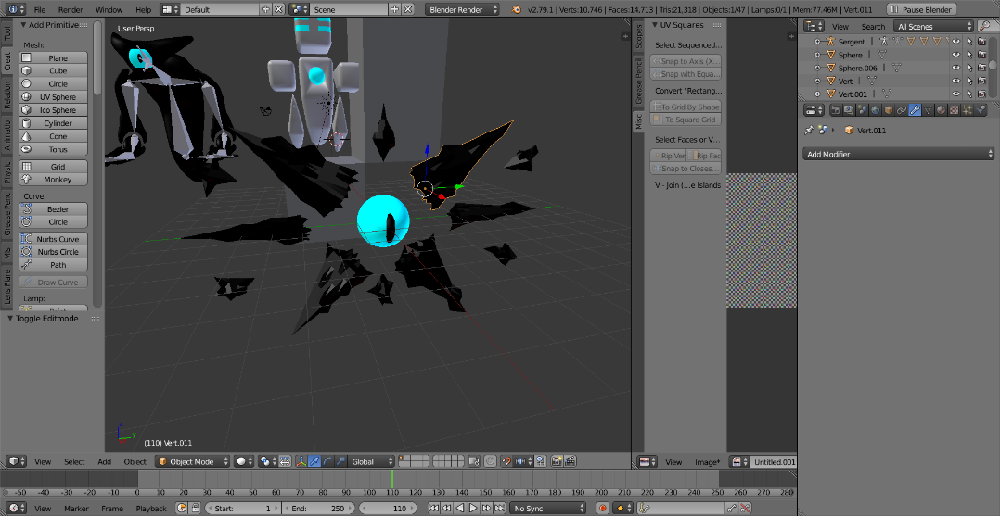 File Render Window Help Default Scene Blender Render v2.79.1 | Verts:10,746 | Faces:14,713 | Tris:21,318 | Objects:1/47 | Lamps:0/1 | Mem:77.46M | Vert.011 Pause Blender
Tool
Creat
Relation
Animatio
Physic
Grease Penc
Mis
Lens Flare
Add Primitive
Mesh:
Plane
Cube
Circle
UV Sphere
Ico Sphere
Cylinder
Cone
Torus
Grid
Monkey
Curve:
Bezier
Circle
Nurbs Curve
Nurbs Circle
Path
Draw Curve
Lamp:
Toggle Editmode
User Persp
z
y
(110) Vert.011
View Select Add Object Object Mode Global
Scopes
Grease Pencil
Misc
UV Squares
Select Sequenced...
Snap to Axis (X...
Snap with Equa...
Convert "Rectang...
To Grid By Shape
To Square Grid
Select Faces or V...
Rip Ver Rip Fac
Snap to Closes...
V - Join (...e Islands
View Image* Untitled.001
View Search All Scenes
Sergent
Sphere
Sphere.006
Vert
Vert.001
Vert.011
Add Modifier
-50 -40 -30 -20 -10 0 10 20 30 40 50 60 70 80 90 100 110 120 130 140 150 160 170 180 190 200 210 220 230 240 250 260 270 280
View Marker Frame Playback Start: 1 End: 250 110 No Sync